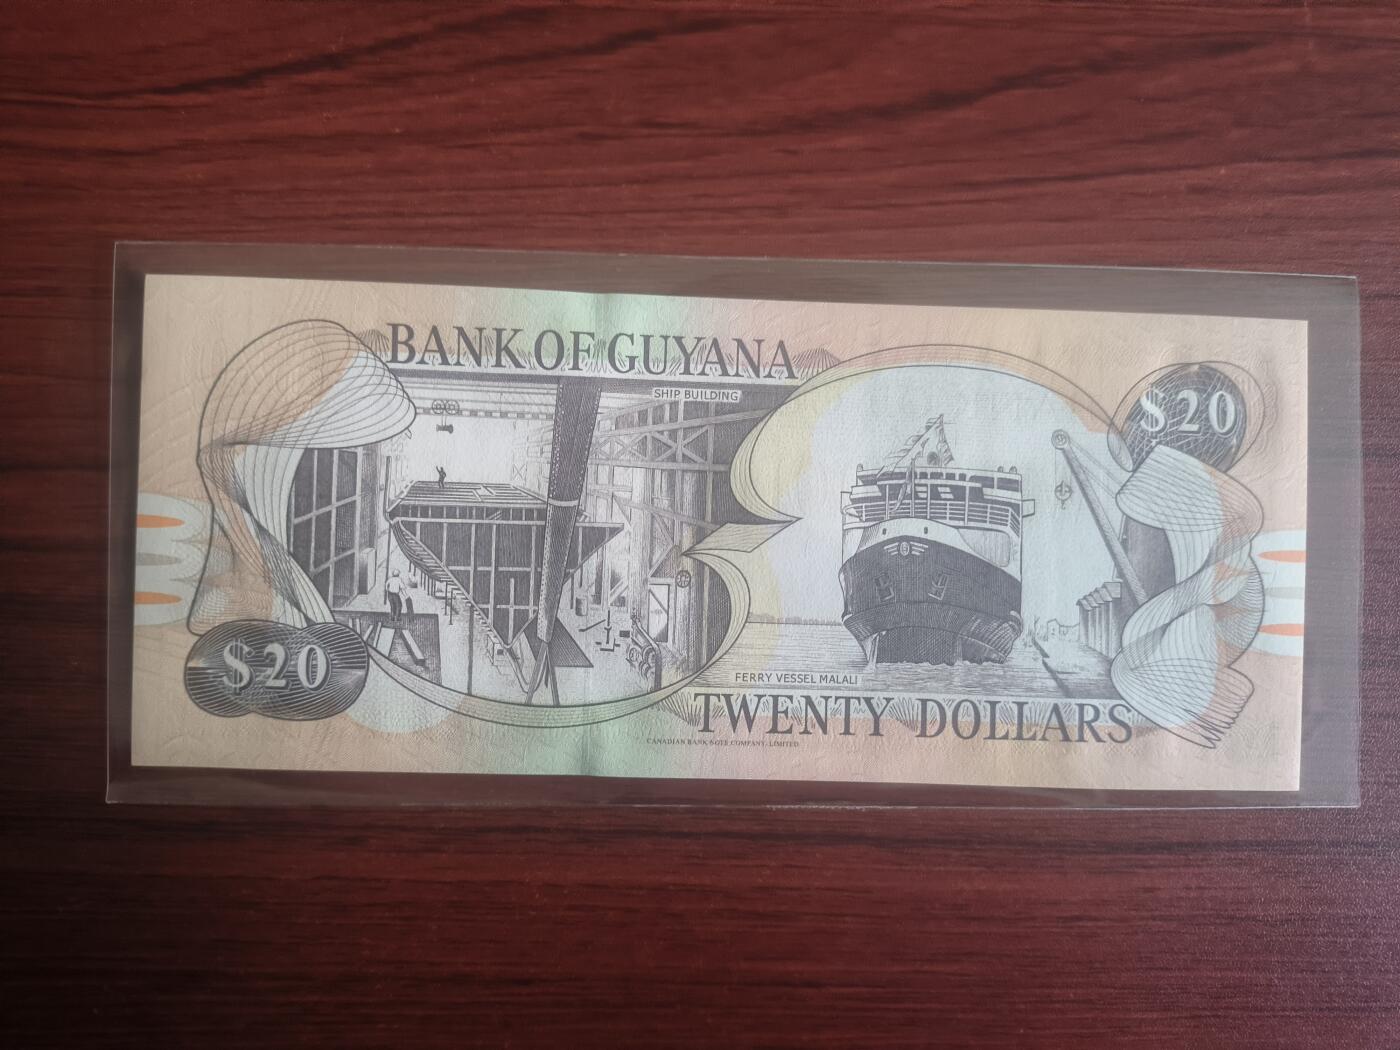 BANK OF GUYANA
SHIP BUILDING
$20
$20
FERRY VESSEL MALALI
TWENTY DOLLARS
CANADIAN BANK NOTE COMPANY, LIMITED